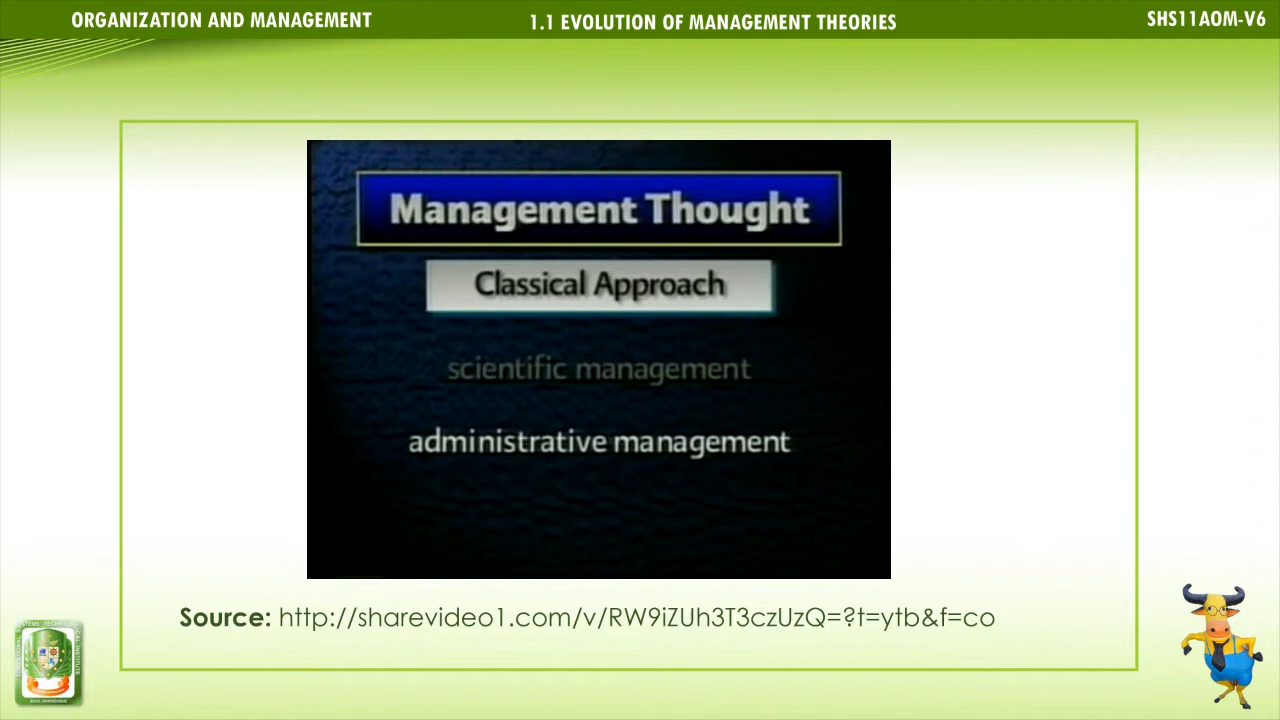 ORGANIZATION AND MANAGEMENT
1.1 EVOLUTION OF MANAGEMENT THEORIES
SHS11AOM-V6
Management Thought
Classical Approach
scientific management
administrative management
Source: http://sharevideo1.com/v/RW9iZUh3T3czUzQ=?t=ytb&f=co